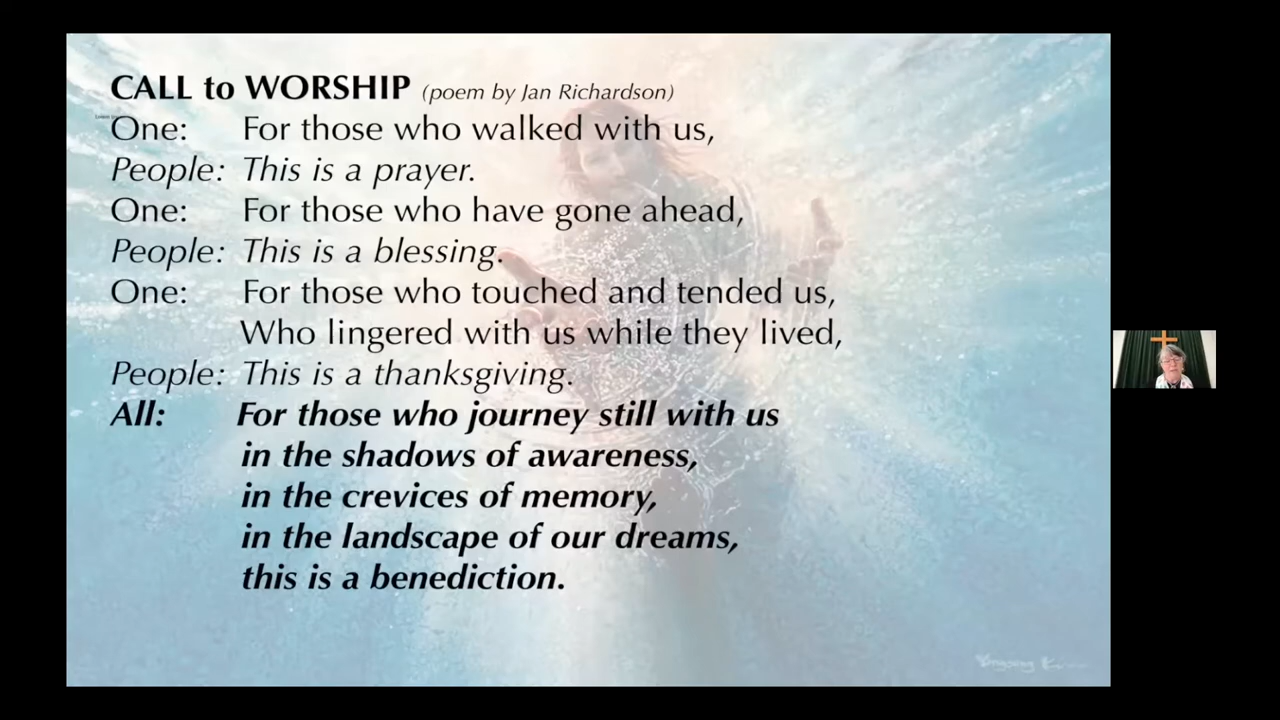 CALL to WORSHIP (poem by Jan Richardson)
One: For those who walked with us,
People: This is a prayer.
One: For those who have gone ahead,
People: This is a blessing.
One: For those who touched and tended us,
Who lingered with us while they lived,
People: This is a thanksgiving.
All: For those who journey still with us
in the shadows of awareness,
in the crevices of memory,
in the landscape of our dreams,
this is a benediction.